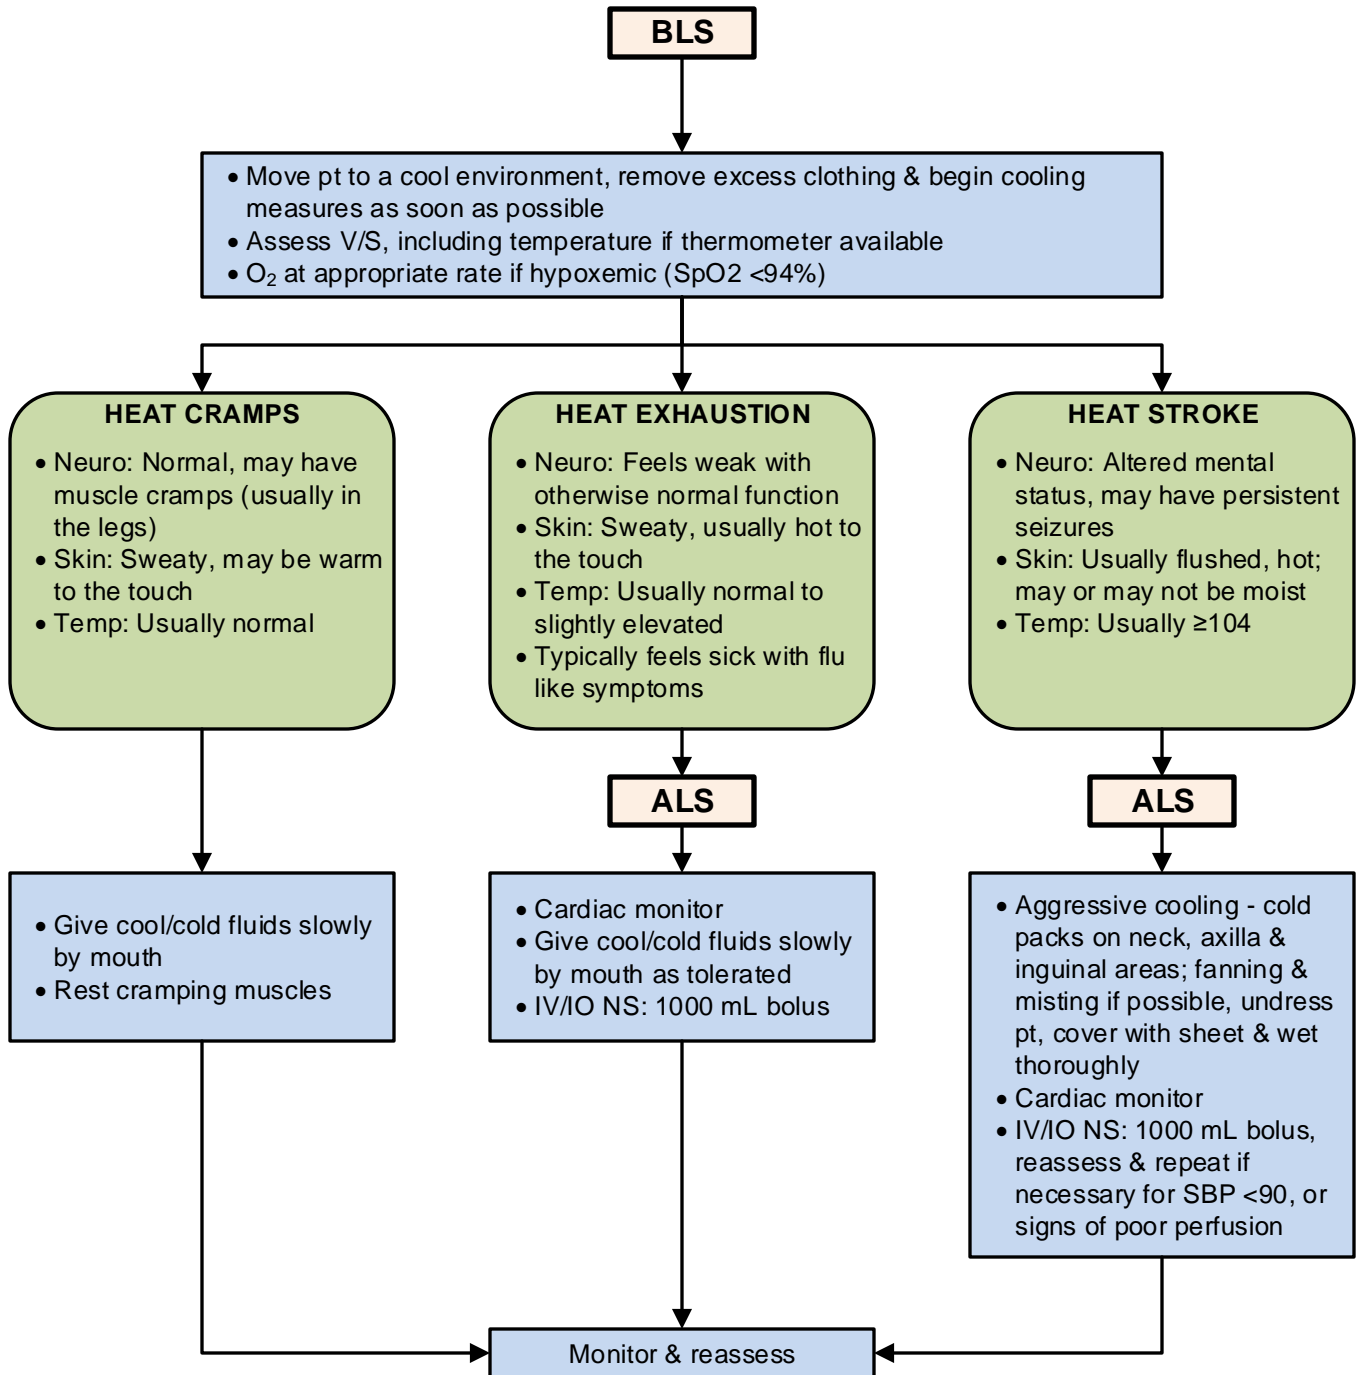 BLS
• Move pt to a cool environment, remove excess clothing & begin cooling
measures as soon as possible
• Assess V/S, including temperature if thermometer available
• O₂ at appropriate rate if hypoxemic (SpO2 <94%)
HEAT CRAMPS
• Neuro: Normal, may have
muscle cramps (usually in
the legs)
• Skin: Sweaty, may be warm
to the touch
• Temp: Usually normal
HEAT EXHAUSTION
• Neuro: Feels weak with
otherwise normal function
• Skin: Sweaty, usually hot to
the touch
• Temp: Usually normal to
slightly elevated
• Typically feels sick with flu
like symptoms
HEAT STROKE
• Neuro: Altered mental
status, may have persistent
seizures
• Skin: Usually flushed, hot;
may or may not be moist
• Temp: Usually ≥104
ALS
ALS
• Give cool/cold fluids slowly
by mouth
• Rest cramping muscles
• Cardiac monitor
• Give cool/cold fluids slowly
by mouth as tolerated
• IV/IO NS: 1000 mL bolus
• Aggressive cooling - cold
packs on neck, axilla &
inguinal areas; fanning &
misting if possible, undress
pt, cover with sheet & wet
thoroughly
• Cardiac monitor
• IV/IO NS: 1000 mL bolus,
reassess & repeat if
necessary for SBP <90, or
signs of poor perfusion
Monitor & reassess